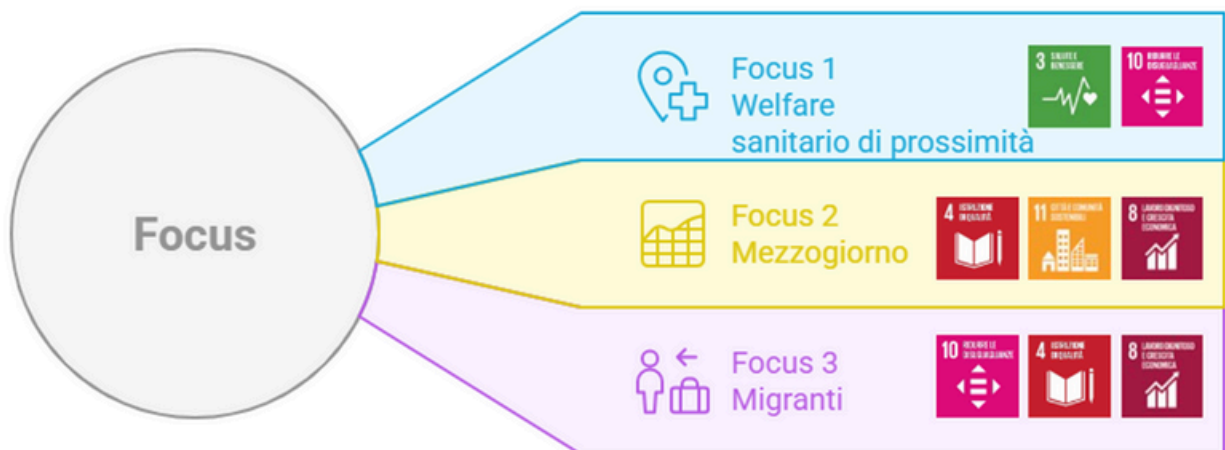 Focus
Focus 1
Welfare
sanitario di prossimità
3 SALUTE E
BENESSERE
10 RIDURRE LE
DISUGUAGLIANZE
Focus 2
Mezzogiorno
4 ISTRUZIONE
DI QUALITÀ
11 CITTÀ E COMUNITÀ
SOSTENIBILI
8 LAVORO DIGNITOSO
E CRESCITA
ECONOMICA
Focus 3
Migranti
10 RIDURRE LE
DISUGUAGLIANZE
4 ISTRUZIONE
DI QUALITÀ
8 LAVORO DIGNITOSO
E CRESCITA
ECONOMICA